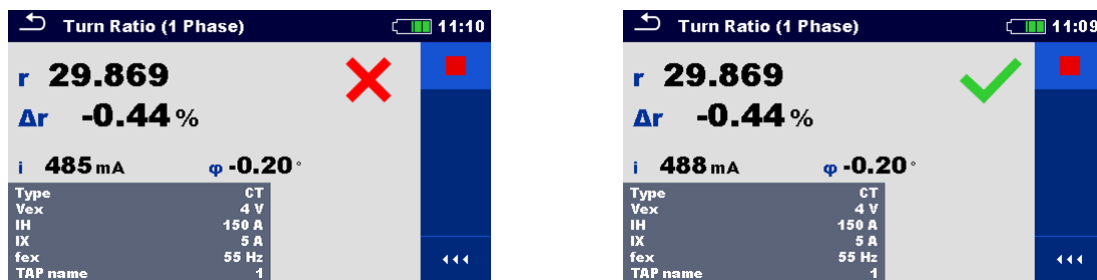 Turn Ratio (1 Phase) 11:10
r 29.869
Δr -0.44 %
i 485 mA φ -0.20 °
Type CT
Vex 4 V
IH 150 A
IX 5 A
fex 55 Hz
TAP name 1
Turn Ratio (1 Phase) 11:09
r 29.869
Δr -0.44 %
i 488 mA φ -0.20 °
Type CT
Vex 4 V
IH 150 A
IX 5 A
fex 55 Hz
TAP name 1